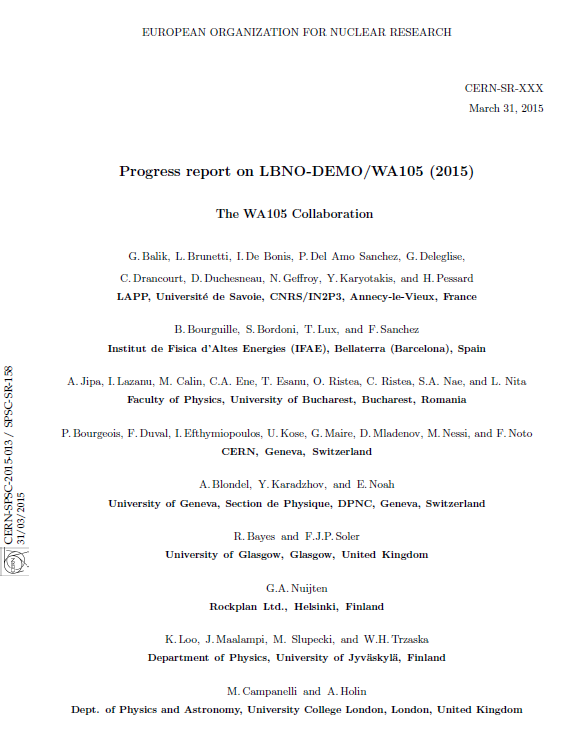 EUROPEAN ORGANIZATION FOR NUCLEAR RESEARCH
CERN-SR-XXX
March 31, 2015
Progress report on LBNO-DEMO/WA105 (2015)
The WA105 Collaboration
G. Balik, L. Brunetti, I. De Bonis, P. Del Amo Sanchez, G. Deleglise,
C. Drancourt, D. Duchesneau, N. Geffroy, Y. Karyotakis, and H. Pessard
LAPP, Université de Savoie, CNRS/IN2P3, Annecy-le-Vieux, France
B. Bourguille, S. Bordoni, T. Lux, and F. Sanchez
Institut de Fisica d'Altes Energies (IFAE), Bellaterra (Barcelona), Spain
A. Jipa, I. Lazanu, M. Calin, C.A. Ene, T. Esanu, O. Ristea, C. Ristea, S.A. Nae, and L. Nita
Faculty of Physics, University of Bucharest, Bucharest, Romania
P. Bourgeois, F. Duval, I. Efthymiopoulos, U. Kose, G. Maire, D. Mladenov, M. Nessi, and F. Noto
CERN, Geneva, Switzerland
A. Blondel, Y. Karadzhov, and E. Noah
University of Geneva, Section de Physique, DPNC, Geneva, Switzerland
R. Bayes and F.J.P. Soler
University of Glasgow, Glasgow, United Kingdom
G.A. Nuijten
Rockplan Ltd., Helsinki, Finland
K. Loo, J. Maalampi, M. Slupecki, and W.H. Trzaska
Department of Physics, University of Jyväskylä, Finland
M. Campanelli and A. Holin
Dept. of Physics and Astronomy, University College London, London, United Kingdom
CERN-SPSC-2015-013 / SPSC-SR-158
31/03/2015